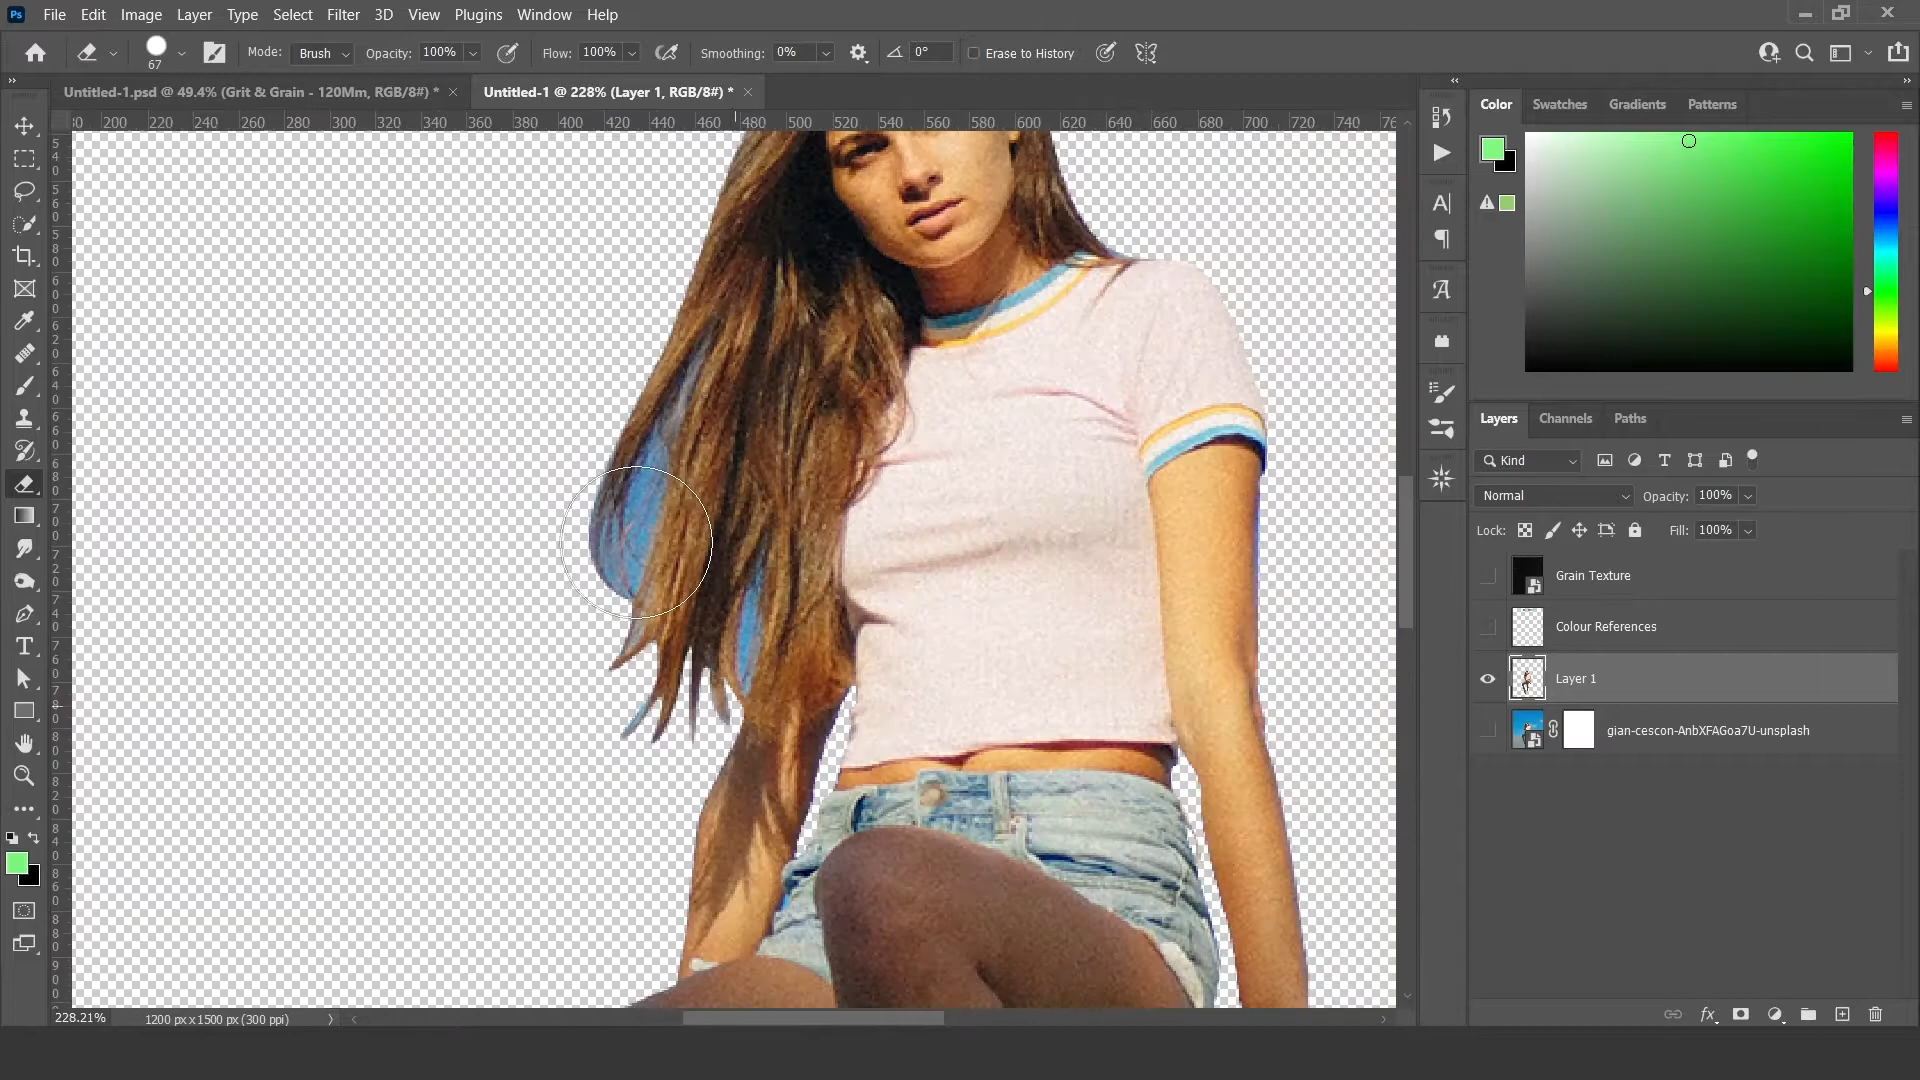 Ps File Edit Image Layer Type Select Filter 3D View Plugins Window Help
67 Mode: Brush Opacity: 100% Flow: 100% Smoothing: 0% 0° Erase to History
Untitled-1.psd @ 49.4% (Grit & Grain - 120Mm, RGB/8#) * Untitled-1 @ 228% (Layer 1, RGB/8#) *
200 220 240 260 280 300 320 340 360 380 400 420 440 460 480 500 520 540 560 580 600 620 640 660 680 700 720 740
Color Swatches Gradients Patterns
Layers Channels Paths
Kind
Normal Opacity: 100%
Lock: Fill: 100%
Grain Texture
Colour References
Layer 1
gian-cescon-AnbXFAGoa7U-unsplash
fx
228.21% 1200 px x 1500 px (300 ppi)